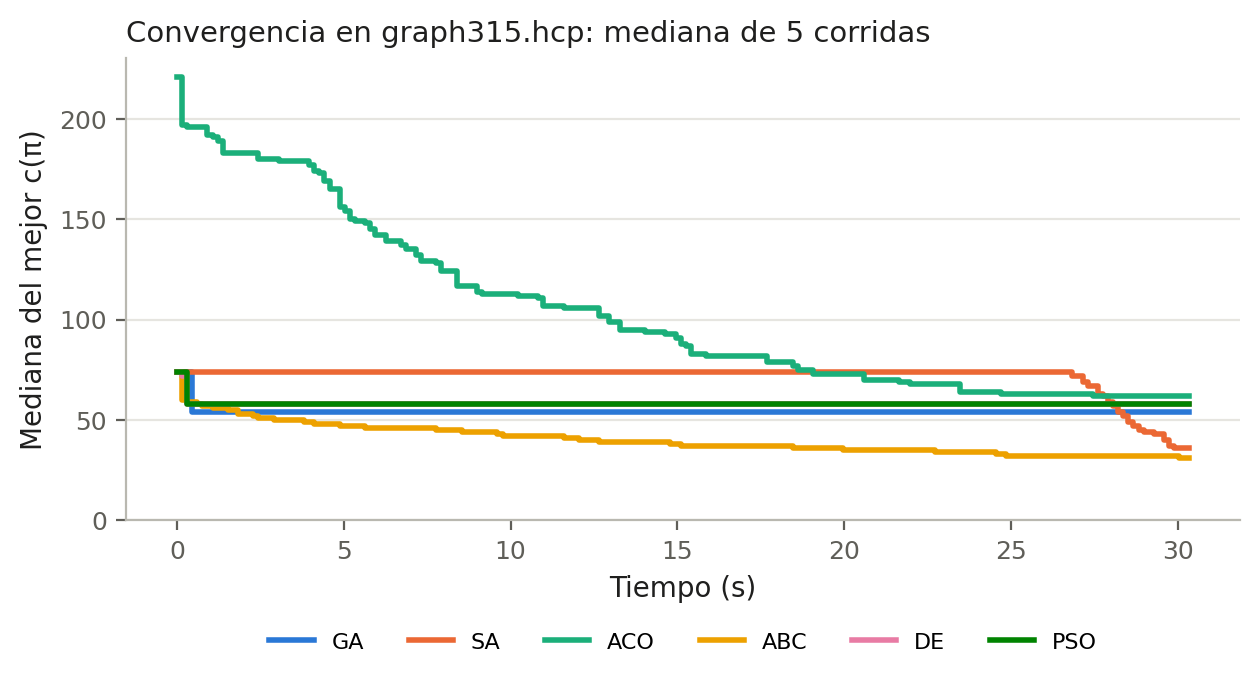 Convergencia en graph315.hcp: mediana de 5 corridas
Mediana del mejor c(π)
200
150
100
50
0
0 5 10 15 20 25 30
Tiempo (s)
GA SA ACO ABC DE PSO